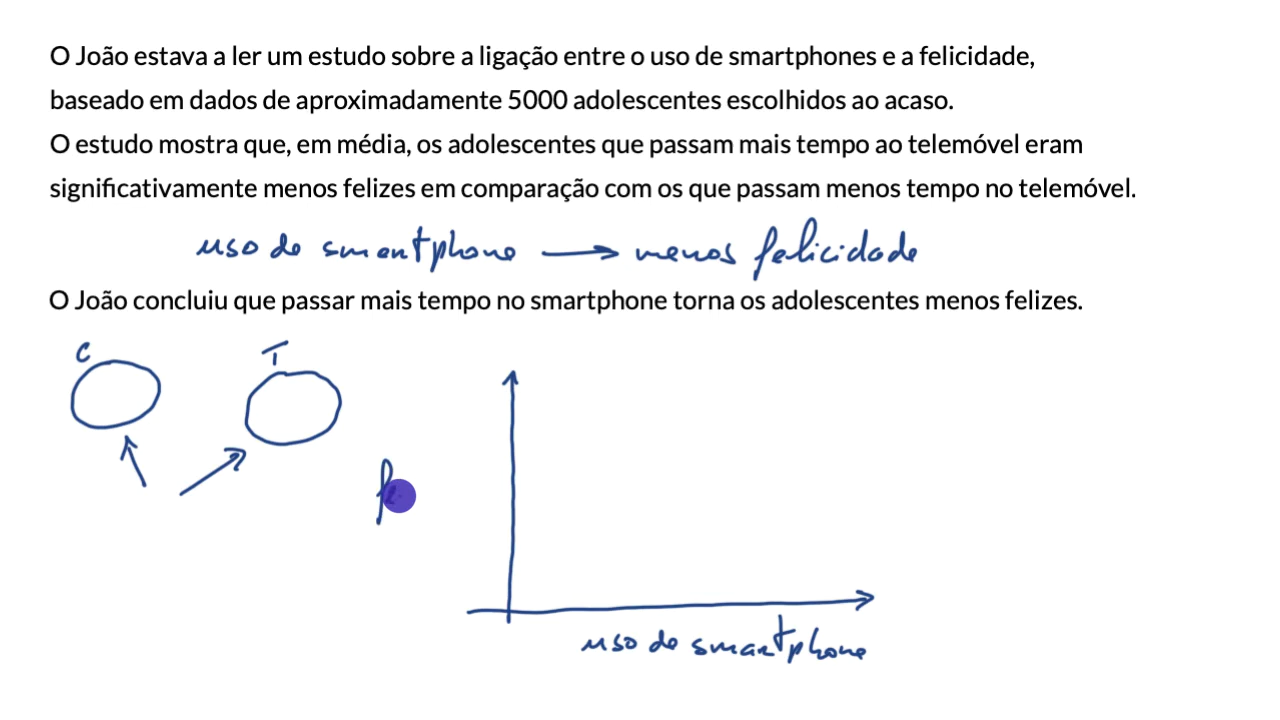 O João estava a ler um estudo sobre a ligação entre o uso de smartphones e a felicidade,
baseado em dados de aproximadamente 5000 adolescentes escolhidos ao acaso.
O estudo mostra que, em média, os adolescentes que passam mais tempo ao telemóvel eram
significativamente menos felizes em comparação com os que passam menos tempo no telemóvel.
uso de smartphone → menos felicidade
O João concluiu que passar mais tempo no smartphone torna os adolescentes menos felizes.
C T
uso de smartphone